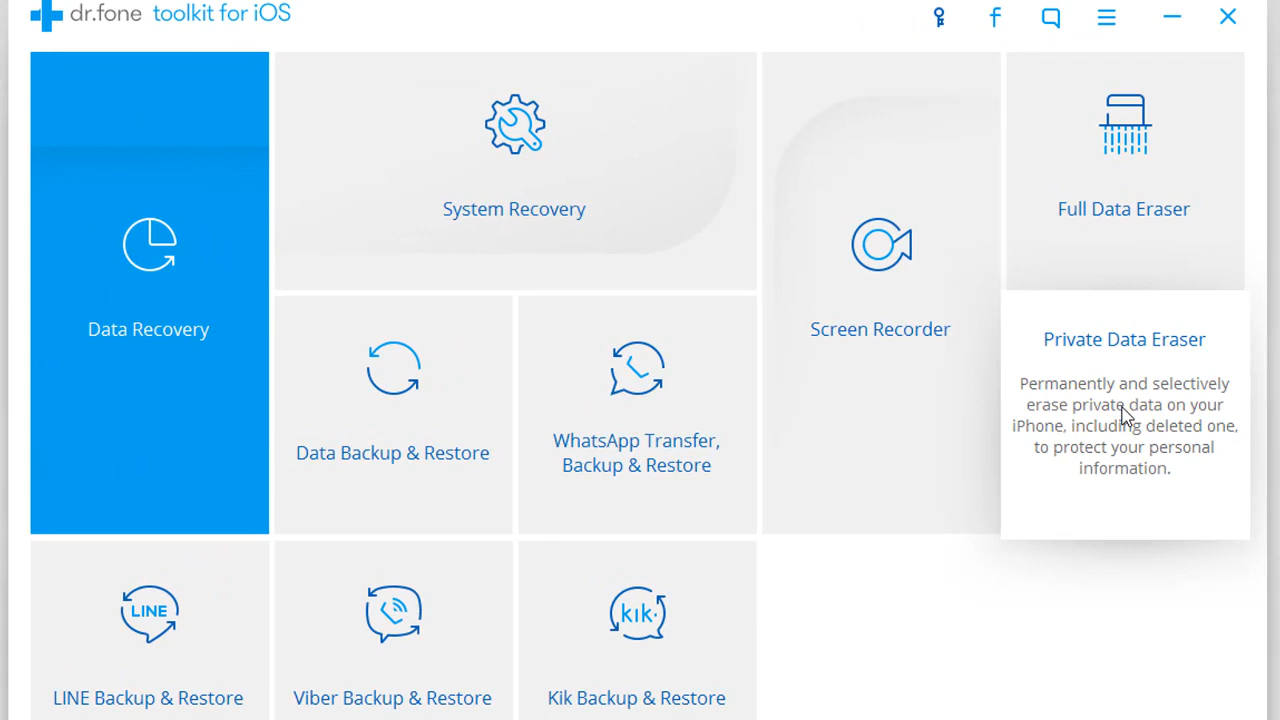 dr.fone toolkit for iOS
System Recovery
Full Data Eraser
Data Recovery
Screen Recorder
Private Data Eraser
Permanently and selectively
erase private data on your
iPhone, including deleted one,
to protect your personal
information.
Data Backup & Restore
WhatsApp Transfer,
Backup & Restore
LINE
kik·
LINE Backup & Restore
Viber Backup & Restore
Kik Backup & Restore